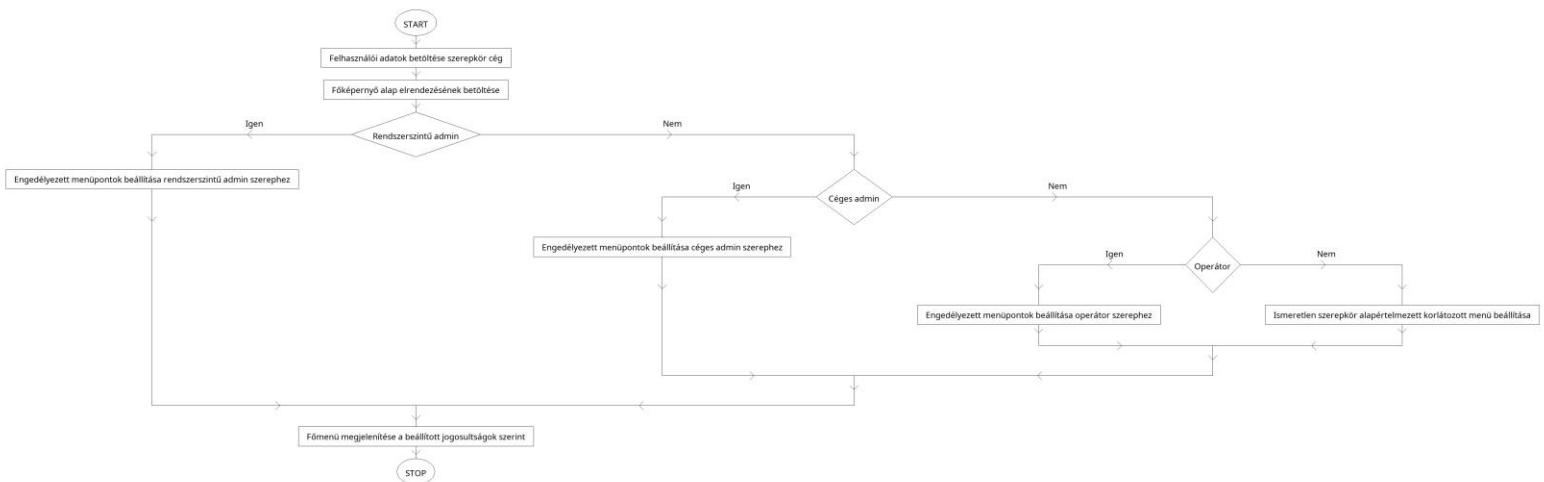 START
Felhasználói adatok betöltése szerepkör cég
Főképernyő alap elrendezésének betöltése
Rendszerszintű admin
Igen
Nem
Engedélyezett menüpontok beállítása rendszerszintű admin szerephez
Céges admin
Igen
Nem
Engedélyezett menüpontok beállítása céges admin szerephez
Operátor
Igen
Nem
Engedélyezett menüpontok beállítása operátor szerephez
Ismeretlen szerepkör alapértelmezett korlátozott menü beállítása
Főmenü megjelenítése a beállított jogosultságok szerint
STOP